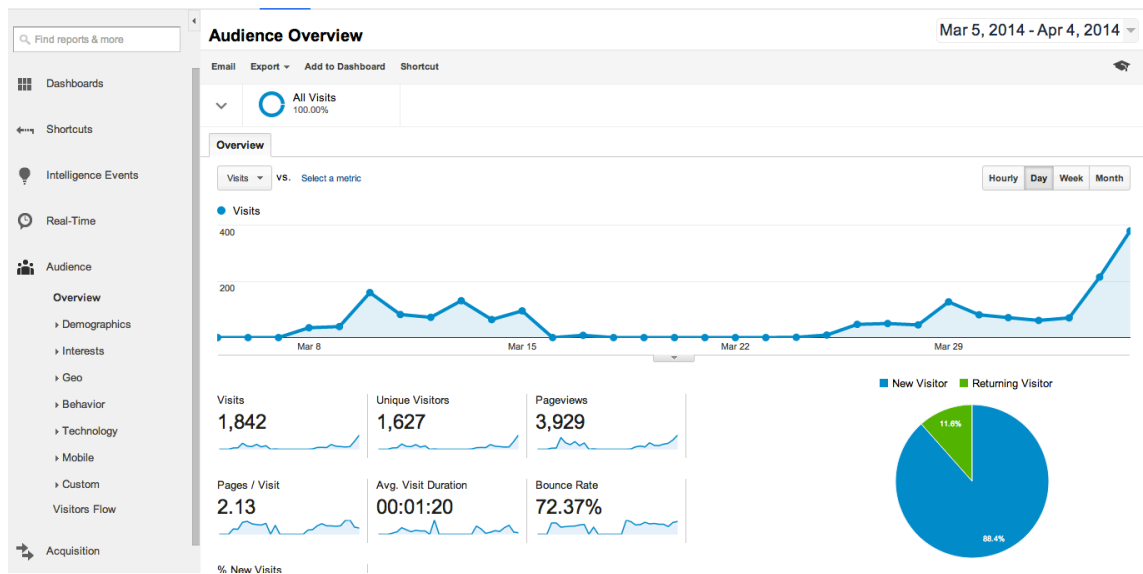 Find reports & more
Dashboards
Shortcuts
Intelligence Events
Real-Time
Audience
Overview
Demographics
Interests
Geo
Behavior
Technology
Mobile
Custom
Visitors Flow
Acquisition
Audience Overview
Mar 5, 2014 - Apr 4, 2014
Email Export Add to Dashboard Shortcut
All Visits
100.00%
Overview
Visits VS. Select a metric
Hourly Day Week Month
Visits
400
200
Mar 8 Mar 15 Mar 22 Mar 29
New Visitor Returning Visitor
Visits Unique Visitors Pageviews
1,842 1,627 3,929
Pages / Visit Avg. Visit Duration Bounce Rate
2.13 00:01:20 72.37%
% New Visits
11.6%
88.4%